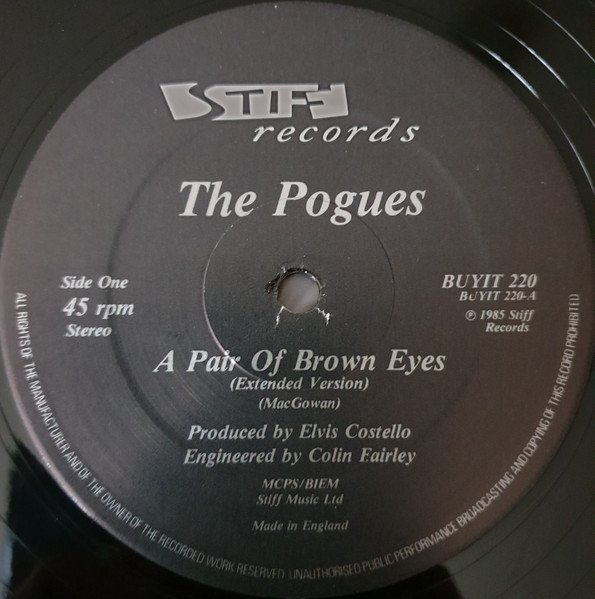 STIFF
records
The Pogues
Side One
45 rpm
Stereo
BUYIT 220
BUYIT 220-A
℗ 1985 Stiff
Records
A Pair Of Brown Eyes
(Extended Version)
(MacGowan)
Produced by Elvis Costello
Engineered by Colin Fairley
MCPS/BIEM
Stiff Music Ltd
Made in England
ALL RIGHTS OF THE MANUFACTURER AND OF THE OWNER OF THE RECORDED WORK RESERVED. UNAUTHORISED PUBLIC PERFORMANCE BROADCASTING AND COPYING OF THIS RECORD PROHIBITED